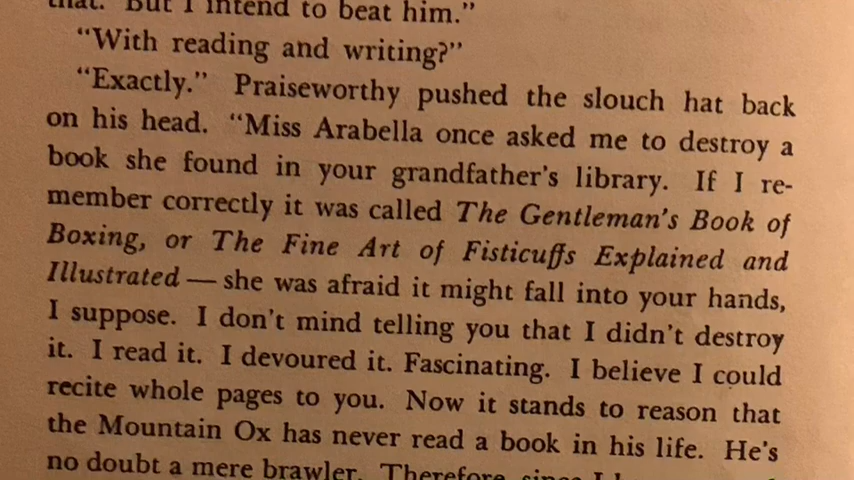 that. But I intend to beat him.”
“With reading and writing?”
“Exactly.” Praiseworthy pushed the slouch hat back
on his head. “Miss Arabella once asked me to destroy a
book she found in your grandfather’s library. If I re-
member correctly it was called The Gentleman’s Book of
Boxing, or The Fine Art of Fisticuffs Explained and
Illustrated — she was afraid it might fall into your hands,
I suppose. I don’t mind telling you that I didn’t destroy
it. I read it. I devoured it. Fascinating. I believe I could
recite whole pages to you. Now it stands to reason that
the Mountain Ox has never read a book in his life. He’s
no doubt a mere brawler. Therefore, since I